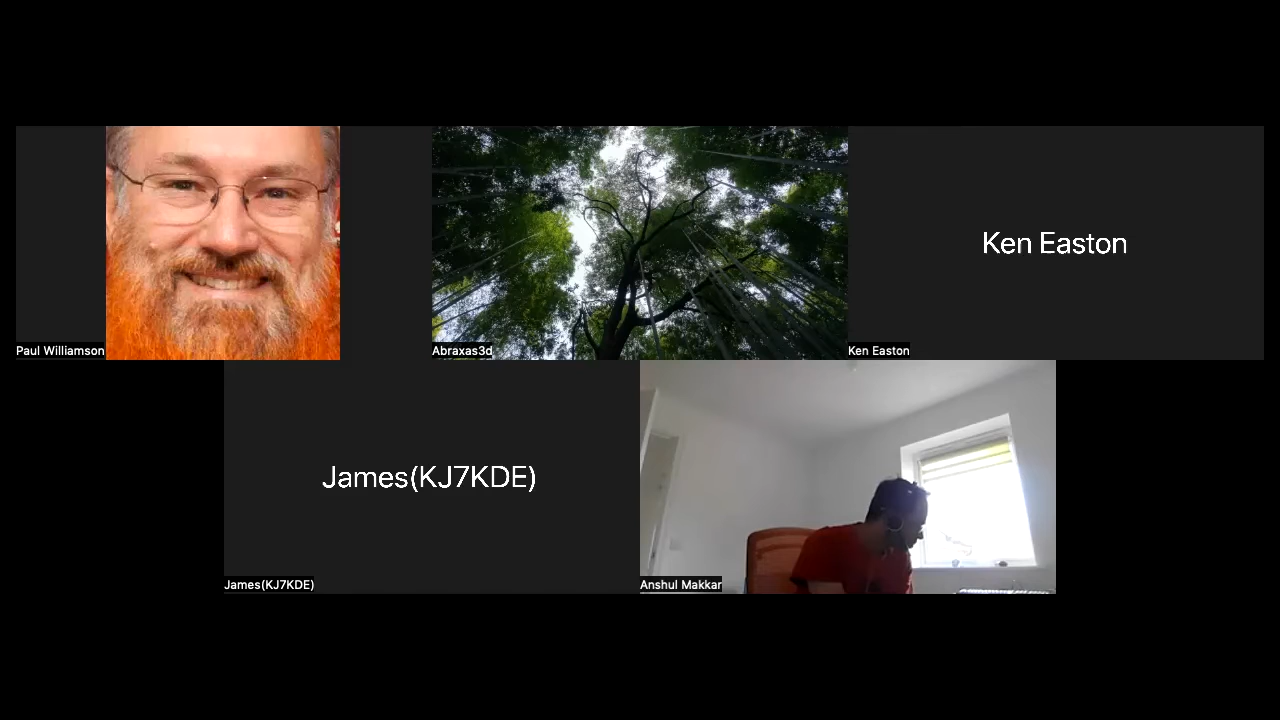 Paul Williamson
Abraxas3d
Ken Easton
Ken Easton
James(KJ7KDE)
James(KJ7KDE)
Anshul Makkar